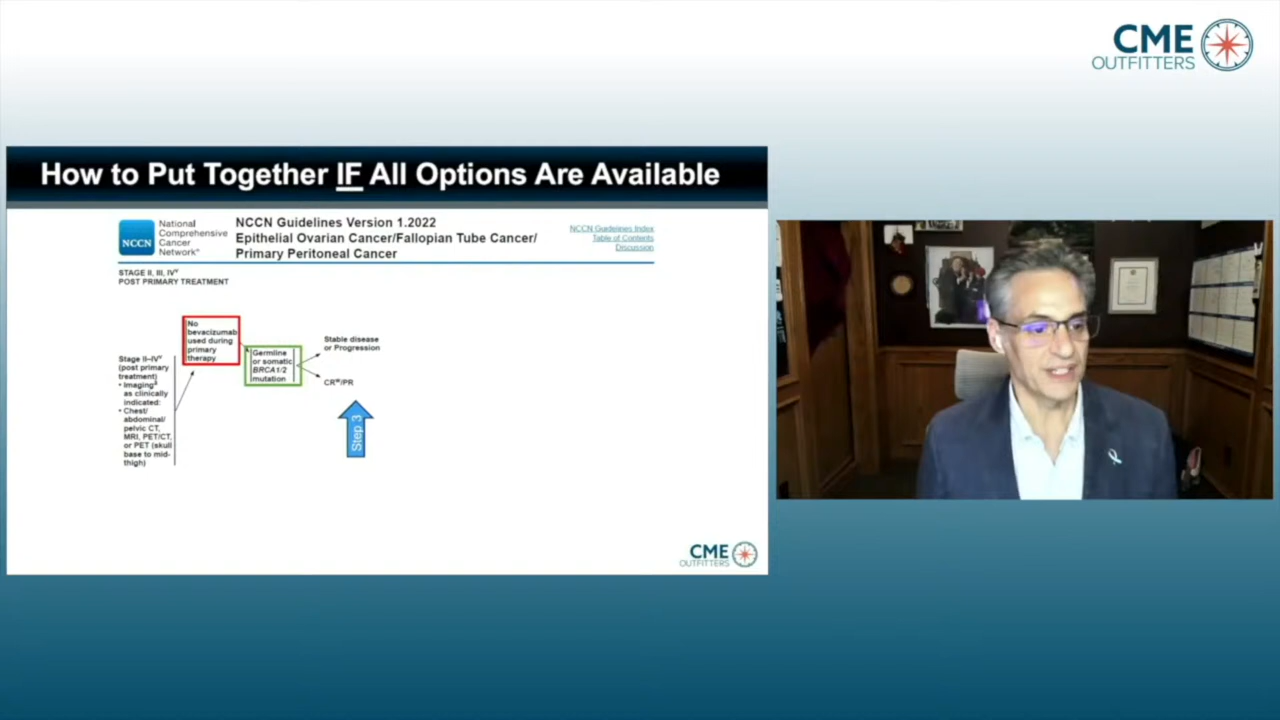 CME
OUTFITTERS
How to Put Together IF All Options Are Available
NCCN
National
Comprehensive
Cancer
Network®
NCCN Guidelines Version 1.2022
Epithelial Ovarian Cancer/Fallopian Tube Cancer/
Primary Peritoneal Cancer
NCCN Guidelines Index
Table of Contents
Discussion
STAGE II, III, IV
POST PRIMARY TREATMENT
No
bevacizumab
used during
primary
therapy
Germline
or somatic
BRCA1/2
mutation
Stable disease
or Progression
CR/PR
Stage II–IV
(post primary
treatment)
• Imaging
as clinically
indicated:
• Chest/
abdominal/
pelvic CT,
MRI, PET/CT,
or PET (skull
base to mid-
thigh)
Step 3
CME
OUTFITTERS